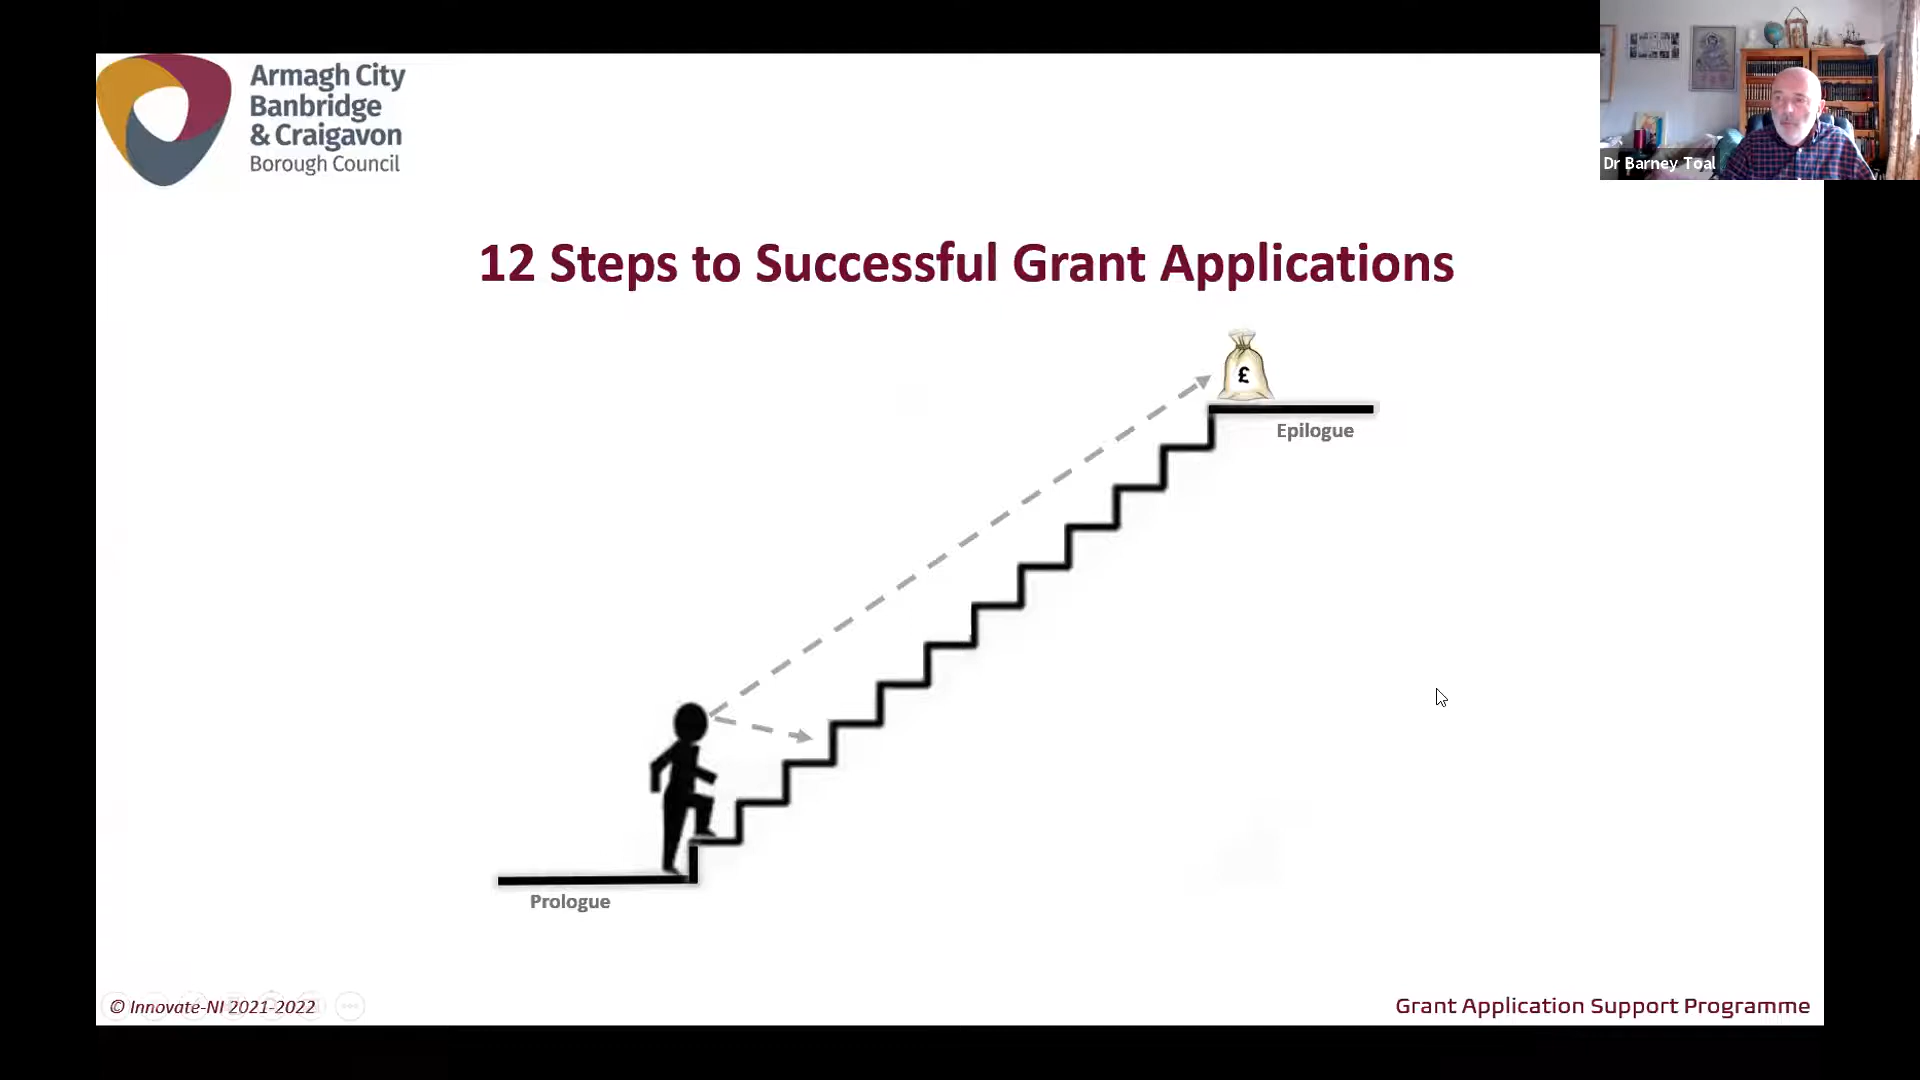 Armagh City
Banbridge
& Craigavon
Borough Council
Dr Barney Toal
12 Steps to Successful Grant Applications
£
Epilogue
Prologue
© Innovate-NI 2021-2022
Grant Application Support Programme